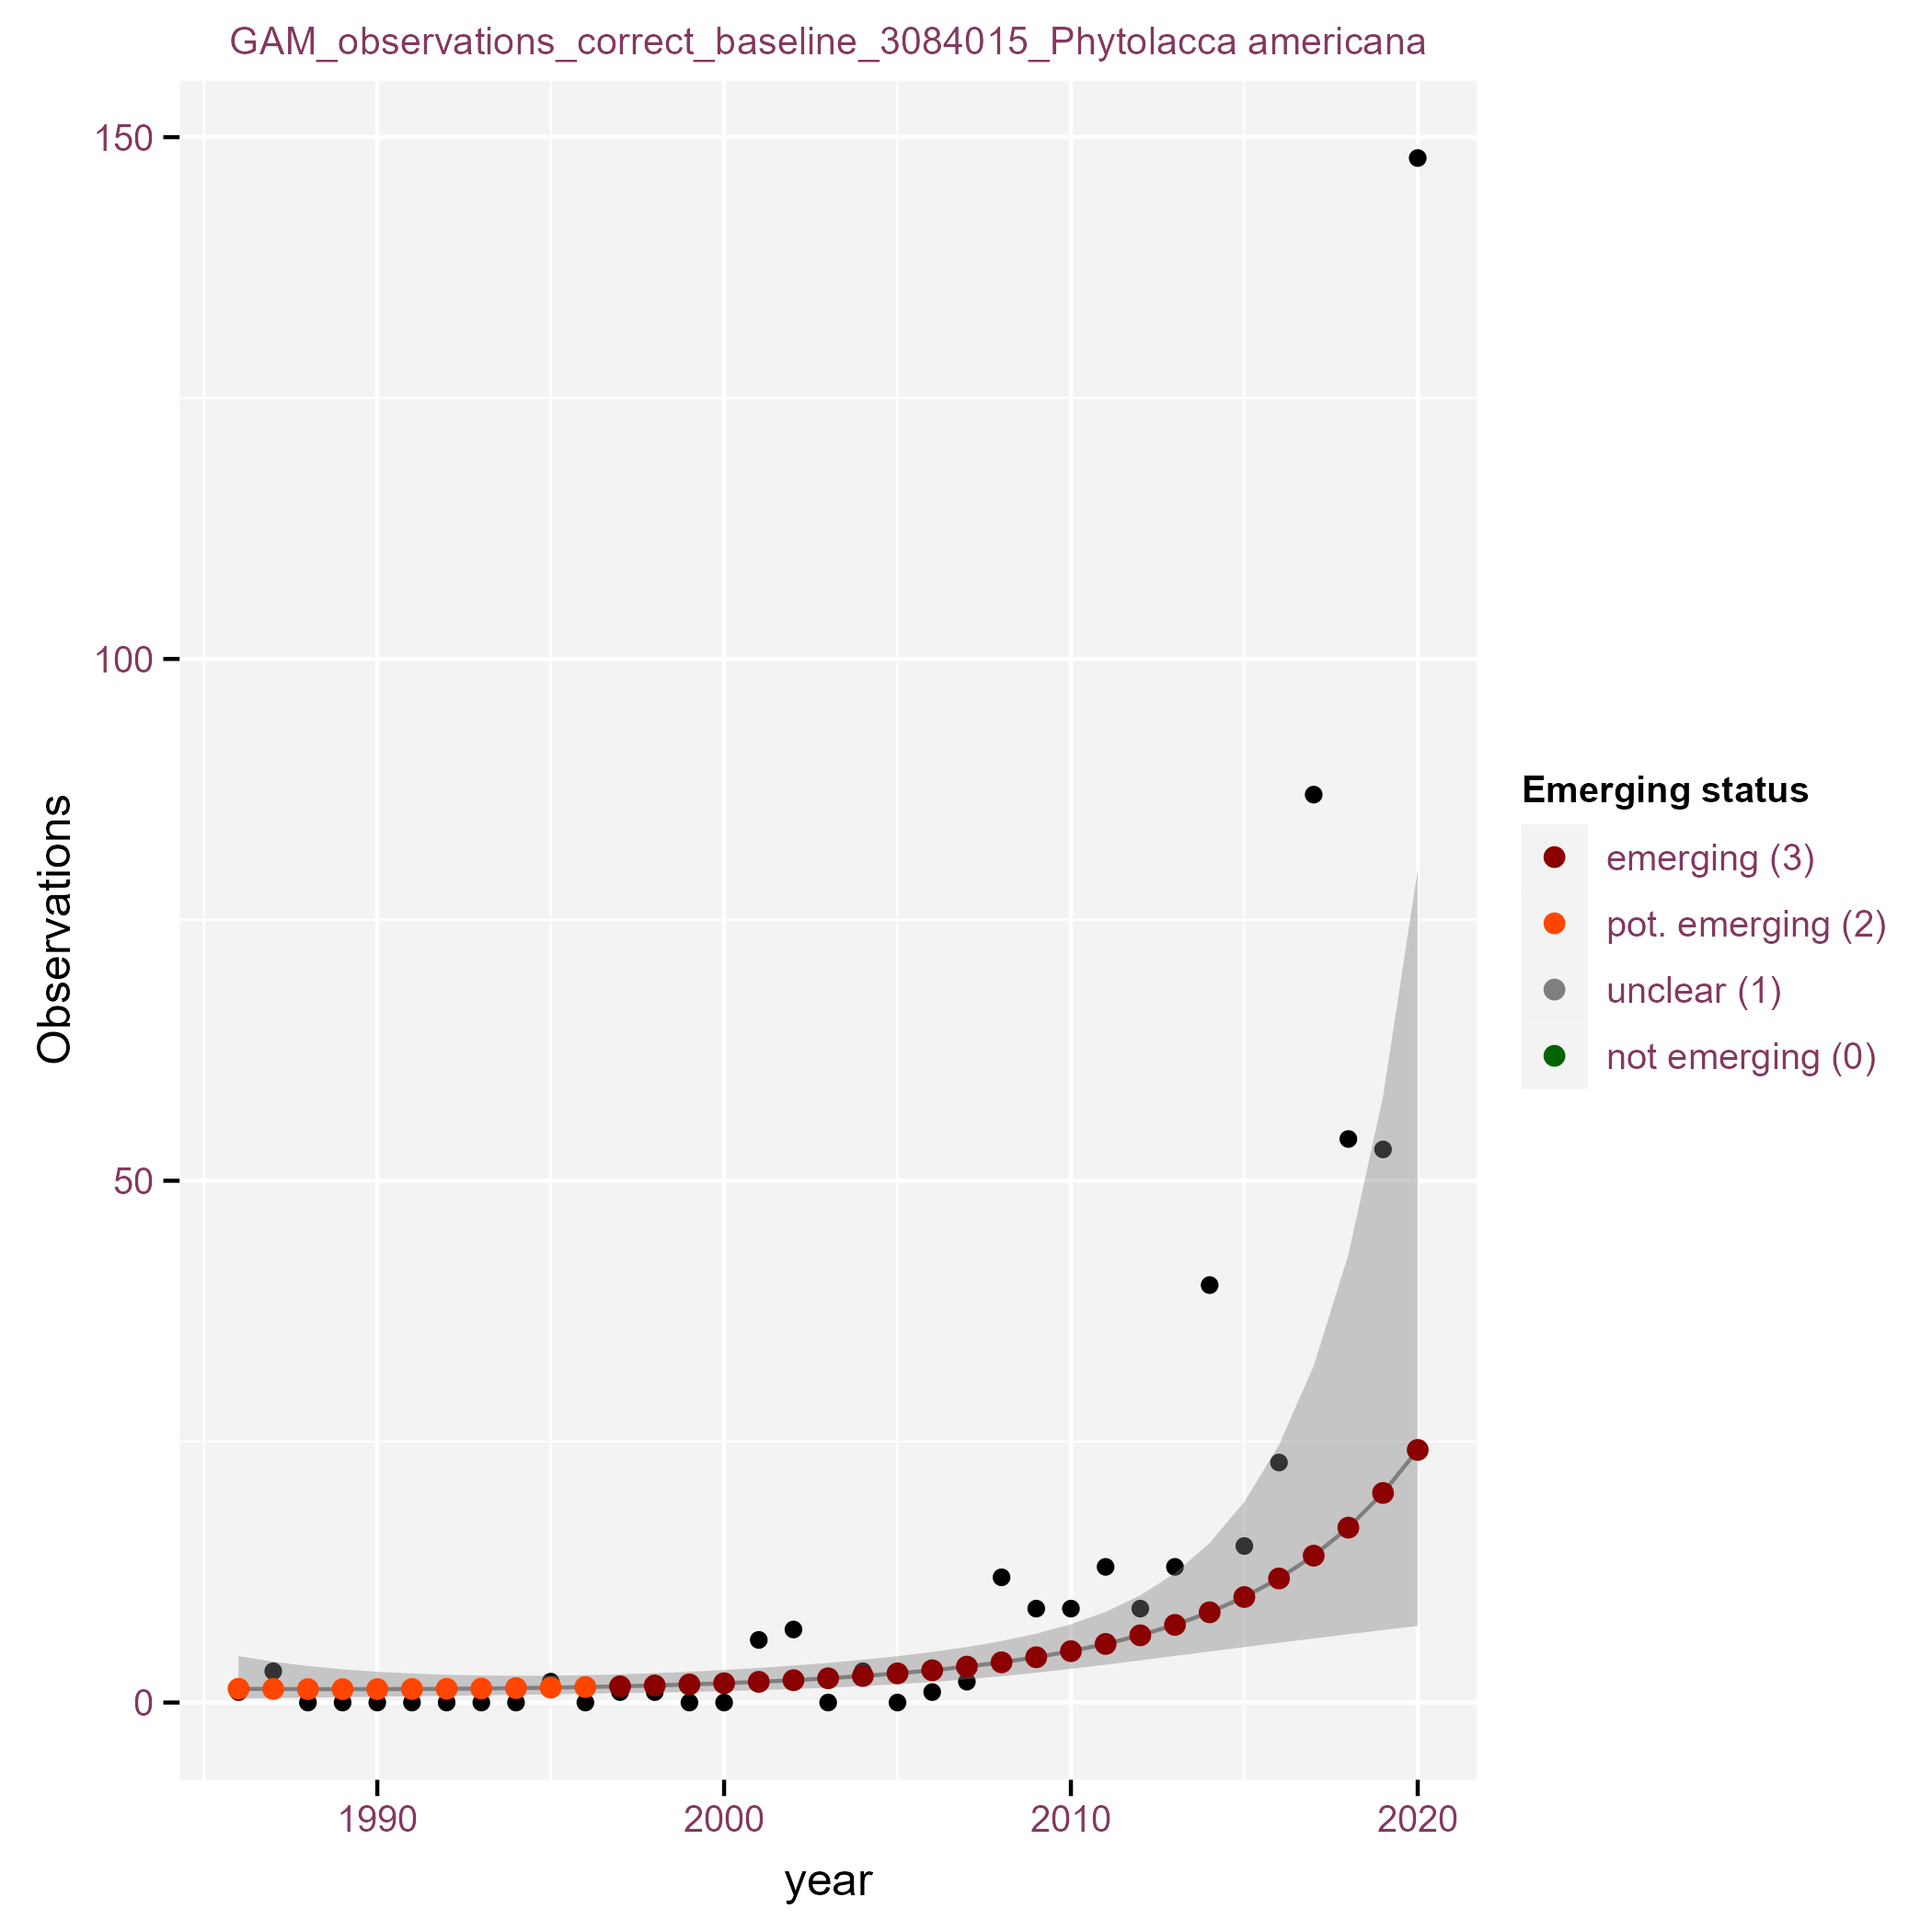 GAM_observations_correct_baseline_3084015_Phytolacca americana
150
100
50
0
Observations
1990 2000 2010 2020
year
Emerging status
emerging (3)
pot. emerging (2)
unclear (1)
not emerging (0)